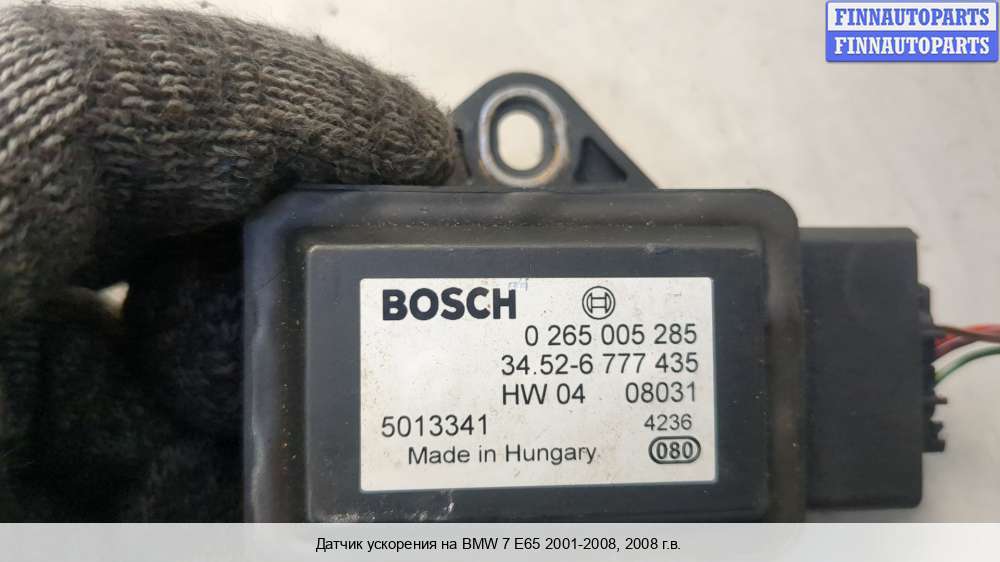 FINNAUTOPARTS
FINNAUTOPARTS
BOSCH
0 265 005 285
34.52-6 777 435
HW 04 08031
5013341 4236
Made in Hungary 080
Датчик ускорения на BMW 7 E65 2001-2008, 2008 г.в.